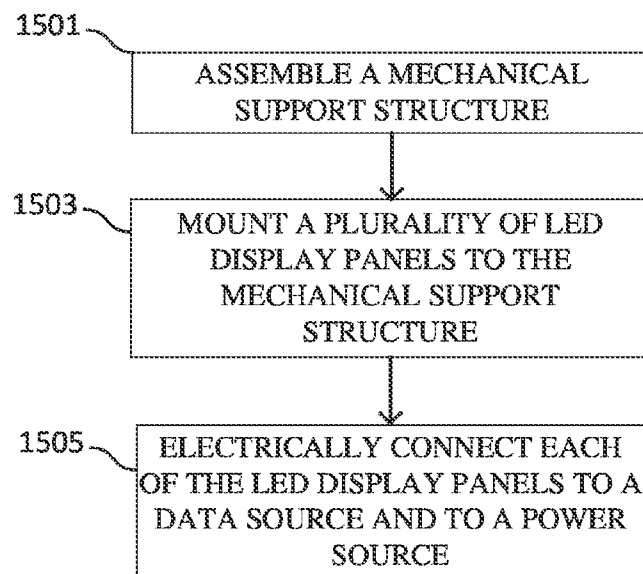 1501
ASSEMBLE A MECHANICAL
SUPPORT STRUCTURE
1503
MOUNT A PLURALITY OF LED
DISPLAY PANELS TO THE
MECHANICAL SUPPORT
STRUCTURE
1505
ELECTRICALLY CONNECT EACH
OF THE LED DISPLAY PANELS TO A
DATA SOURCE AND TO A POWER
SOURCE